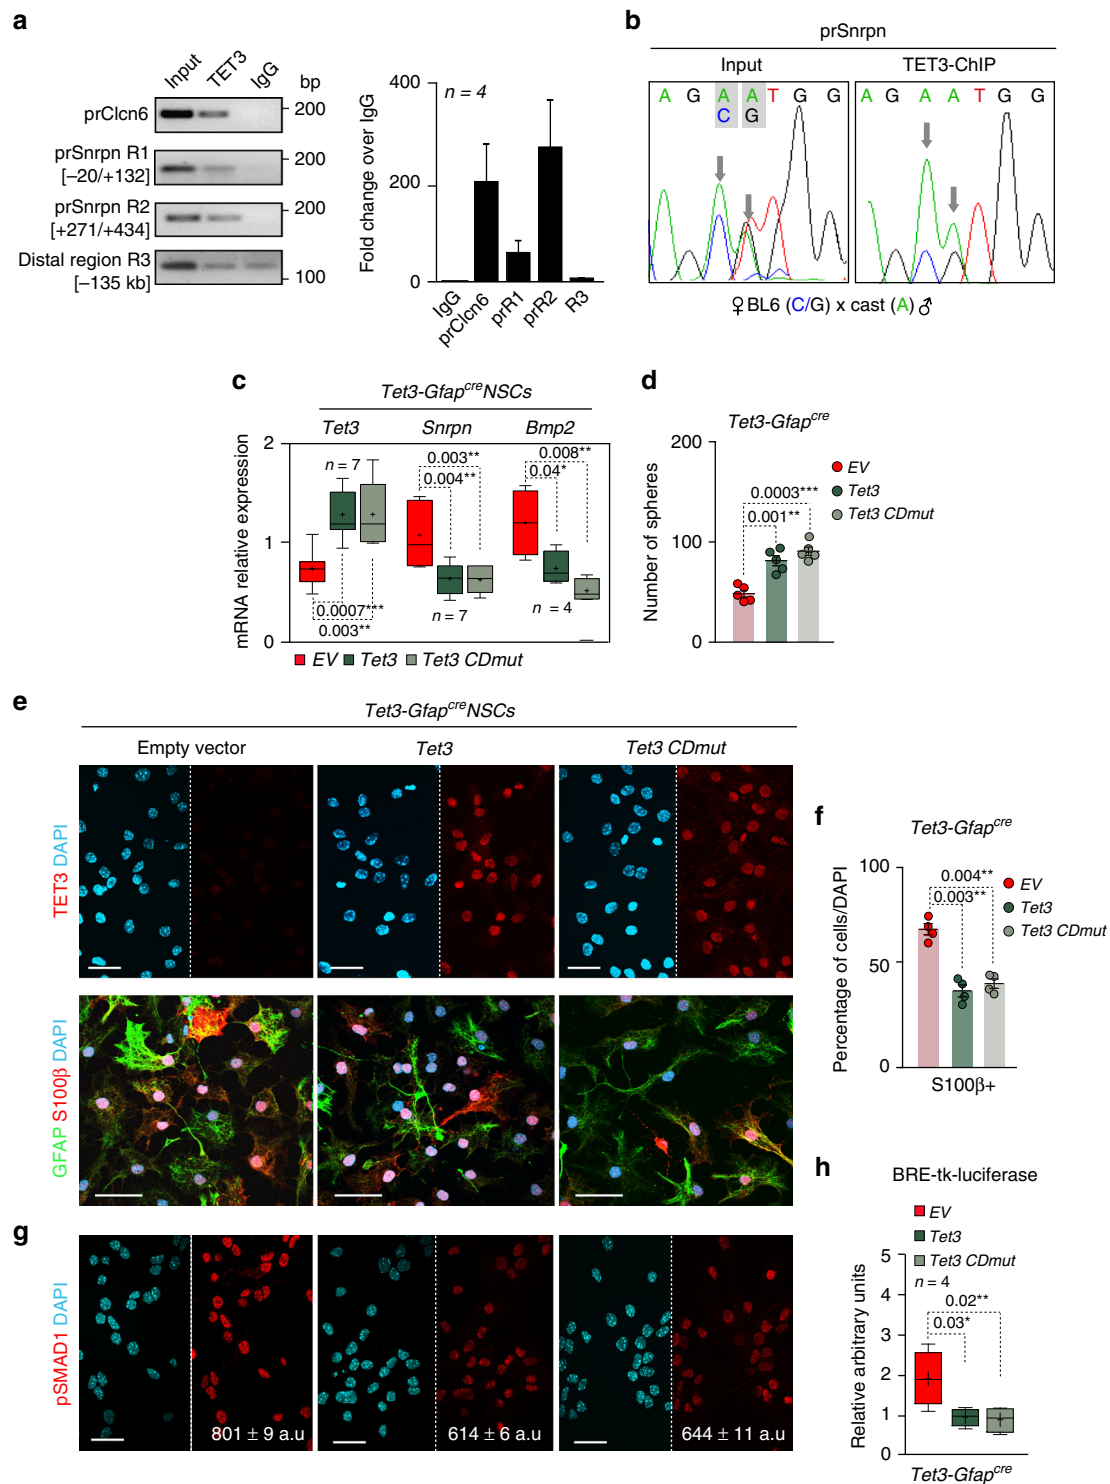 a
Input TET3 IgG bp
prClcn6
200
prSnrpn R1
[–20/+132]
200
prSnrpn R2
[+271/+434]
200
Distal region R3
[–135 kb]
100
Fold change over IgG
400
200
0
n = 4
IgG prClcn6 prR1 prR2 R3
b
prSnrpn
Input TET3-ChIP
A G A A T G G
C G
A G A A T G G
♀BL6 (C/G) x cast (A)♂
c
Tet3-Gfapcre NSCs
Tet3 Snrpn Bmp2
mRNA relative expression
2
1
0
n = 7
0.0007***
0.003**
0.003**
0.004**
n = 7
0.008**
0.04*
n = 4
EV Tet3 Tet3 CDmut
d
Tet3-Gfapcre
Number of spheres
200
100
0
0.0003***
0.001**
EV
Tet3
Tet3 CDmut
e
Tet3-Gfapcre NSCs
Empty vector Tet3 Tet3 CDmut
TET3 DAPI
GFAP S100β DAPI
f
Tet3-Gfapcre
Percentage of cells/DAPI
100
50
0
0.004**
0.003**
EV
Tet3
Tet3 CDmut
S100β+
g
pSMAD1 DAPI
801 ± 9 a.u
614 ± 6 a.u
644 ± 11 a.u
h
BRE-tk-luciferase
EV
Tet3
Tet3 CDmut
Relative arbitrary units
5
4
3
2
1
0
n = 4
0.02**
0.03*
Tet3-Gfapcre